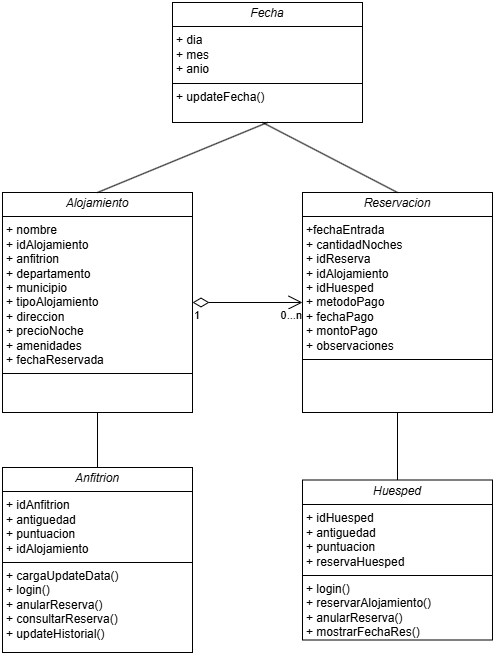 Fecha
+ dia
+ mes
+ anio
+ updateFecha()
Alojamiento
+ nombre
+ idAlojamiento
+ anfitrion
+ departamento
+ municipio
+ tipoAlojamiento
+ direccion
+ precioNoche
+ amenidades
+ fechaReservada
1
0...n
Reservacion
+fechaEntrada
+ cantidadNoches
+ idReserva
+ idAlojamiento
+ idHuesped
+ metodoPago
+ fechaPago
+ montoPago
+ observaciones
Anfitrion
+ idAnfitrion
+ antiguedad
+ puntuacion
+ idAlojamiento
+ cargaUpdateData()
+ login()
+ anularReserva()
+ consultarReserva()
+ updateHistorial()
Huesped
+ idHuesped
+ antiguedad
+ puntuacion
+ reservaHuesped
+ login()
+ reservarAlojamiento()
+ anularReserva()
+ mostrarFechaRes()